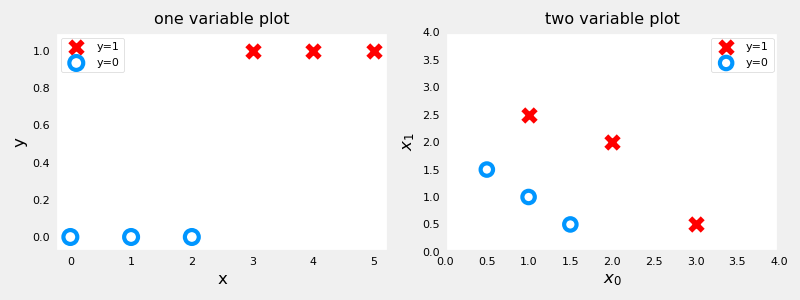 one variable plot
y=1
y=0
1.0
0.8
0.6
0.4
0.2
0.0
y
0 1 2 3 4 5
x
two variable plot
y=1
y=0
4.0
3.5
3.0
2.5
2.0
1.5
1.0
0.5
0.0
x₁
0.0 0.5 1.0 1.5 2.0 2.5 3.0 3.5 4.0
x₀